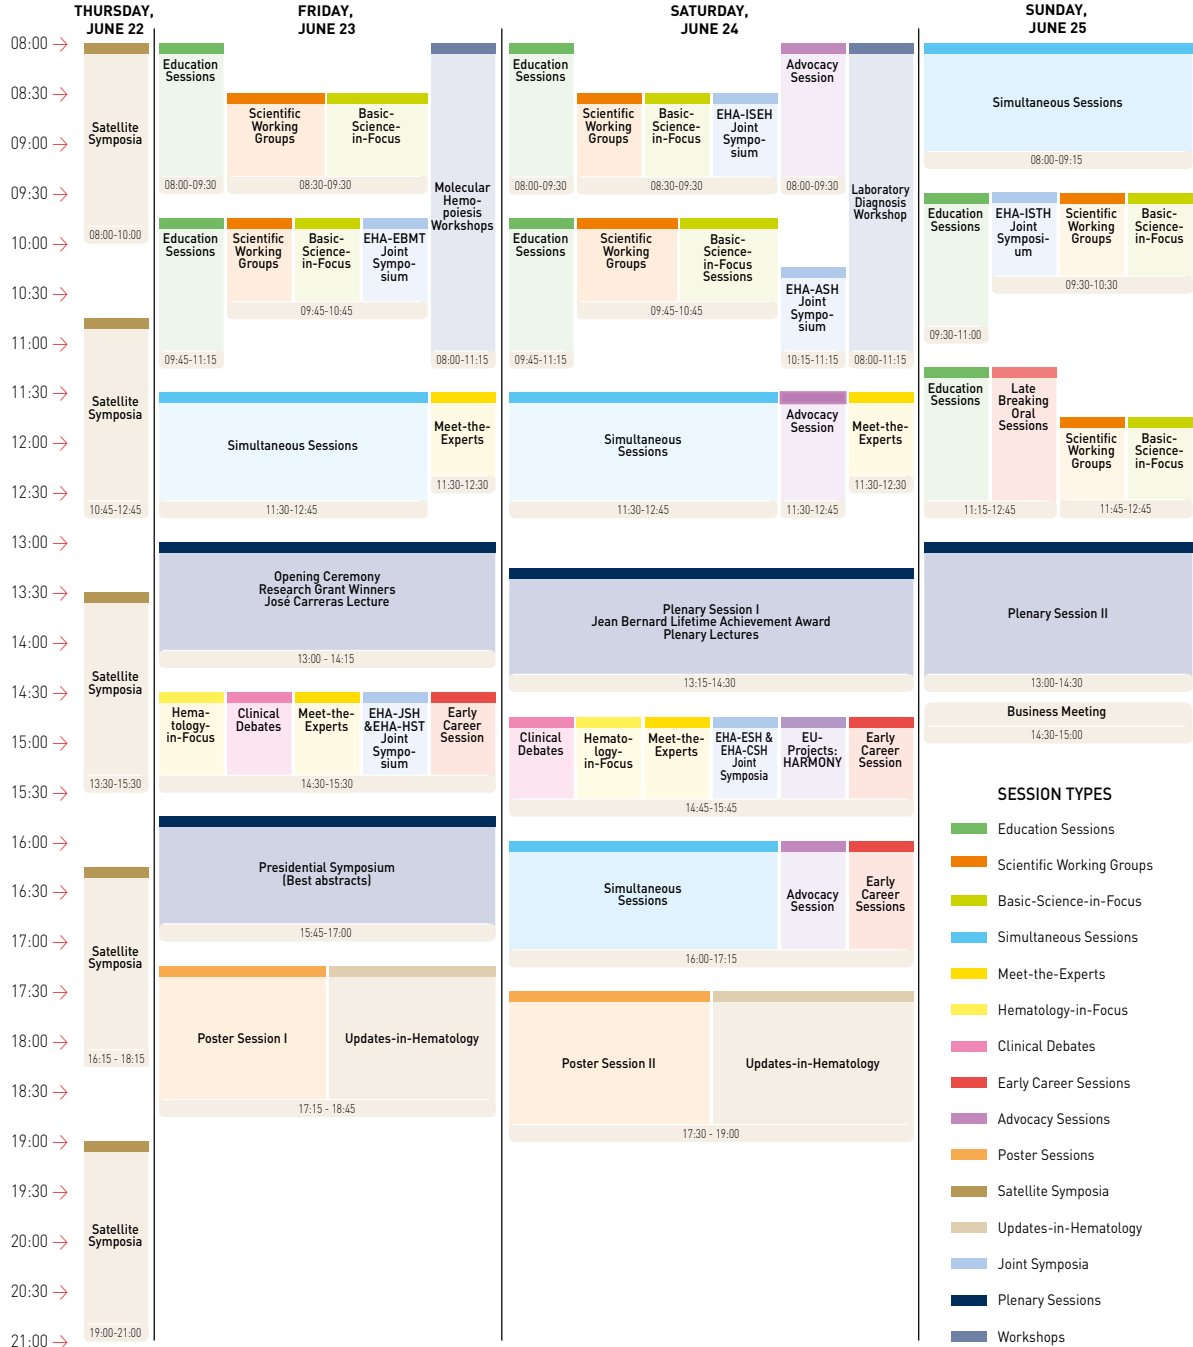 THURSDAY,
JUNE 22
FRIDAY,
JUNE 23
SATURDAY,
JUNE 24
SUNDAY,
JUNE 25
08:00
08:30
09:00
09:30
10:00
10:30
11:00
11:30
12:00
12:30
13:00
13:30
14:00
14:30
15:00
15:30
16:00
16:30
17:00
17:30
18:00
18:30
19:00
19:30
20:00
20:30
21:00
Satellite
Symposia
08:00-10:00
Satellite
Symposia
10:45-12:45
Satellite
Symposia
13:30-15:30
Satellite
Symposia
16:15 - 18:15
Satellite
Symposia
19:00-21:00
Education
Sessions
08:00-09:30
Scientific
Working
Groups
Basic-
Science-
in-Focus
08:30-09:30
Molecular
Hemo-
poiesis
Workshops
08:00-11:15
Education
Sessions
09:45-11:15
Scientific
Working
Groups
Basic-
Science-
in-Focus
EHA-EBMT
Joint
Sympo-
sium
09:45-10:45
Simultaneous Sessions
11:30-12:45
Meet-the-
Experts
11:30-12:30
Opening Ceremony
Research Grant Winners
José Carreras Lecture
13:00 - 14:15
Hema-
tology-
in-Focus
Clinical
Debates
Meet-the-
Experts
EHA-JSH
&EHA-HST
Joint
Sympo-
sium
Early
Career
Session
14:30-15:30
Presidential Symposium
(Best abstracts)
15:45-17:00
Poster Session I
Updates-in-Hematology
17:15 - 18:45
Education
Sessions
08:00-09:30
Scientific
Working
Groups
Basic-
Science-
in-Focus
EHA-ISEH
Joint
Sympo-
sium
08:30-09:30
Advocacy
Session
08:00-09:30
Laboratory
Diagnosis
Workshop
08:00-11:15
Education
Sessions
09:45-11:15
Scientific
Working
Groups
Basic-
Science-
in-Focus
Sessions
09:45-10:45
EHA-ASH
Joint
Sympo-
sium
10:15-11:15
Simultaneous
Sessions
11:30-12:45
Advocacy
Session
11:30-12:45
Meet-the-
Experts
11:30-12:30
Plenary Session I
Jean Bernard Lifetime Achievement Award
Plenary Lectures
13:15-14:30
Clinical
Debates
Hemato-
logy-
in-Focus
Meet-the-
Experts
EHA-ESH &
EHA-CSH
Joint
Symposia
EU-
Projects:
HARMONY
Early
Career
Session
14:45-15:45
Simultaneous
Sessions
Advocacy
Session
Early
Career
Sessions
16:00-17:15
Poster Session II
Updates-in-Hematology
17:30 - 19:00
Simultaneous Sessions
08:00-09:15
Education
Sessions
09:30-11:00
EHA-ISTH
Joint
Symposi-
um
Scientific
Working
Groups
Basic-
Science-
in-Focus
09:30-10:30
Education
Sessions
Late
Breaking
Oral
Sessions
11:15-12:45
Scientific
Working
Groups
Basic-
Science-
in-Focus
11:45-12:45
Plenary Session II
13:00-14:30
Business Meeting
14:30-15:00
SESSION TYPES
Education Sessions
Scientific Working Groups
Basic-Science-in-Focus
Simultaneous Sessions
Meet-the-Experts
Hematology-in-Focus
Clinical Debates
Early Career Sessions
Advocacy Sessions
Poster Sessions
Satellite Symposia
Updates-in-Hematology
Joint Symposia
Plenary Sessions
Workshops